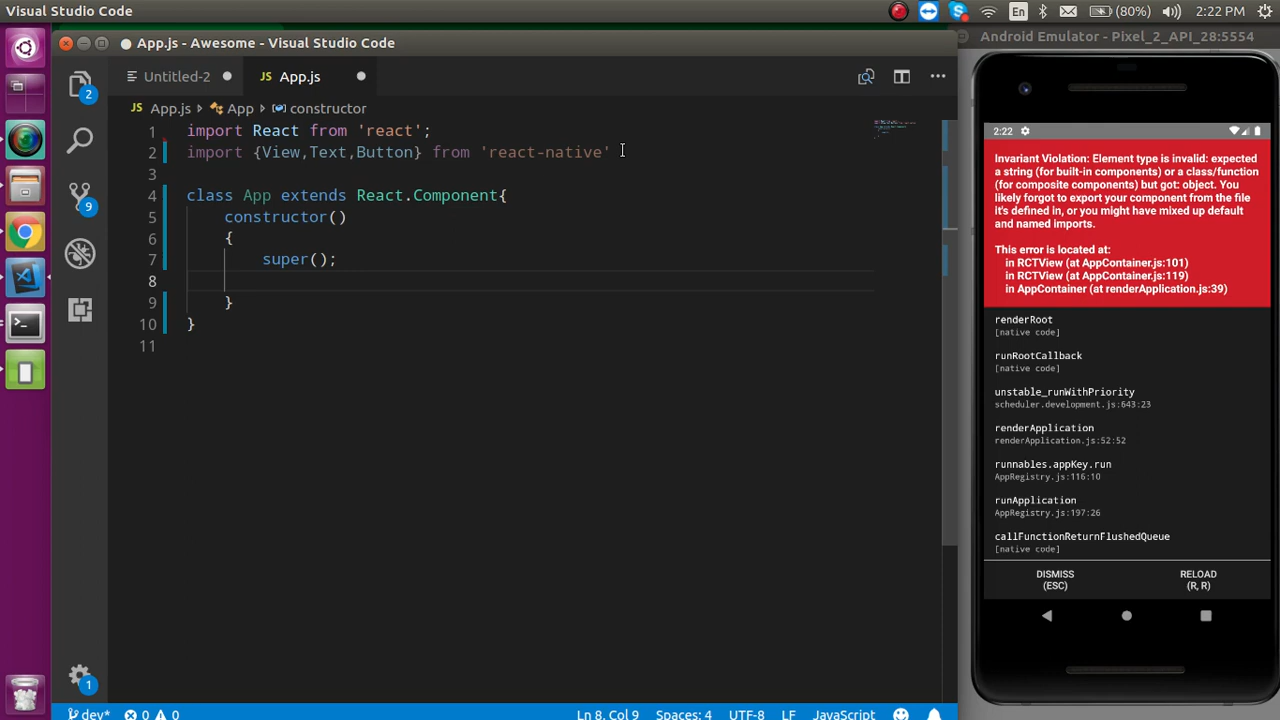 Visual Studio Code
En
(80%)
2:22 PM
App.js - Awesome - Visual Studio Code
Android Emulator - Pixel_2_API_28:5554
Untitled-2
JS App.js
JS App.js > App > constructor
1 import React from 'react';
2 import {View,Text,Button} from 'react-native'
3
4 class App extends React.Component{
5 constructor()
6 {
7 super();
8
9 }
10 }
11
2
9
1
dev*
0
0
Ln 8, Col 9
Spaces: 4
UTF-8
LF
JavaScript
2:22
Invariant Violation: Element type is invalid: expected
a string (for built-in components) or a class/function
(for composite components) but got: object. You
likely forgot to export your component from the file
it's defined in, or you might have mixed up default
and named imports.
This error is located at:
in RCTView (at AppContainer.js:101)
in RCTView (at AppContainer.js:119)
in AppContainer (at renderApplication.js:39)
renderRoot
[native code]
runRootCallback
[native code]
unstable_runWithPriority
scheduler.development.js:643:23
renderApplication
renderApplication.js:52:52
runnables.appKey.run
AppRegistry.js:116:10
runApplication
AppRegistry.js:197:26
callFunctionReturnFlushedQueue
[native code]
DISMISS
(ESC)
RELOAD
(R, R)